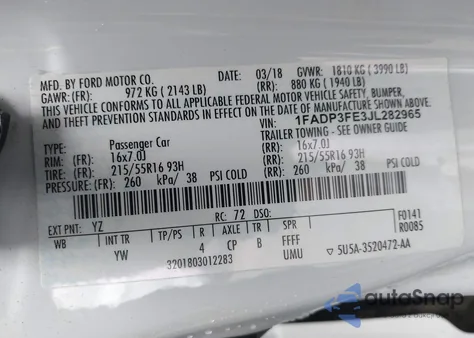 MFD. BY FORD MOTOR CO. DATE: 03/18 GVWR: 1810 KG ( 3990 LB)
GAWR: (FR): 972 KG ( 2143 LB) (RR): 880 KG ( 1940 LB)
THIS VEHICLE CONFORMS TO ALL APPLICABLE FEDERAL MOTOR VEHICLE SAFETY, BUMPER,
AND THEFT PREVENTION STANDARDS IN EFFECT ON THE DATE OF MANUFACTURE SHOWN ABOVE.
VIN: 1FADP3FE3JL282965
TYPE: Passenger Car TRAILER TOWING - SEE OWNER GUIDE
RIM: (FR): 16x7.0J (RR): 16x7.0J
TIRE: (FR): 215/55R16 93H (RR): 215/55R16 93H
PRESSURE: (FR): 260 kPa/ 38 PSI COLD (RR): 260 kPa/ 38 PSI COLD
EXT PNT: YZ RC: 72 DSO: F0141
WB INT TR TP/PS R AXLE TR SPR R0085
YW 4 CP B FFFF
UMU ▽ 5U5A-3520472-AA
3201803012283
autoSnap